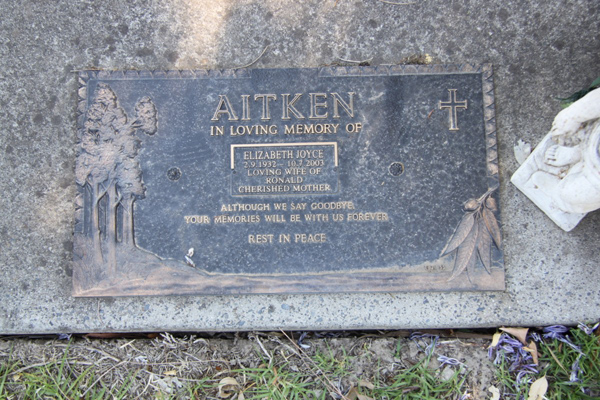 AITKEN
IN LOVING MEMORY OF
ELIZABETH JOYCE
2.9.1932 – 10.7.2003
LOVING WIFE OF
RONALD
CHERISHED MOTHER
ALTHOUGH WE SAY GOODBYE,
YOUR MEMORIES WILL BE WITH US FOREVER
REST IN PEACE